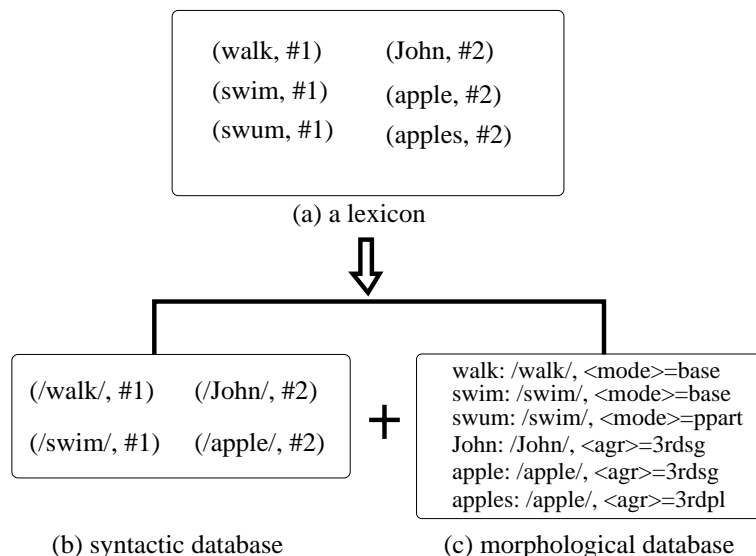 (walk, #1) (John, #2)
(swim, #1) (apple, #2)
(swum, #1) (apples, #2)
(a) a lexicon
(/walk/, #1) (/John/, #2)
(/swim/, #1) (/apple/, #2)
+
walk: /walk/, <mode>=base
swim: /swim/, <mode>=base
swum: /swim/, <mode>=ppart
John: /John/, <agr>=3rdsg
apple: /apple/, <agr>=3rdsg
apples: /apple/, <agr>=3rdpl
(b) syntactic database
(c) morphological database